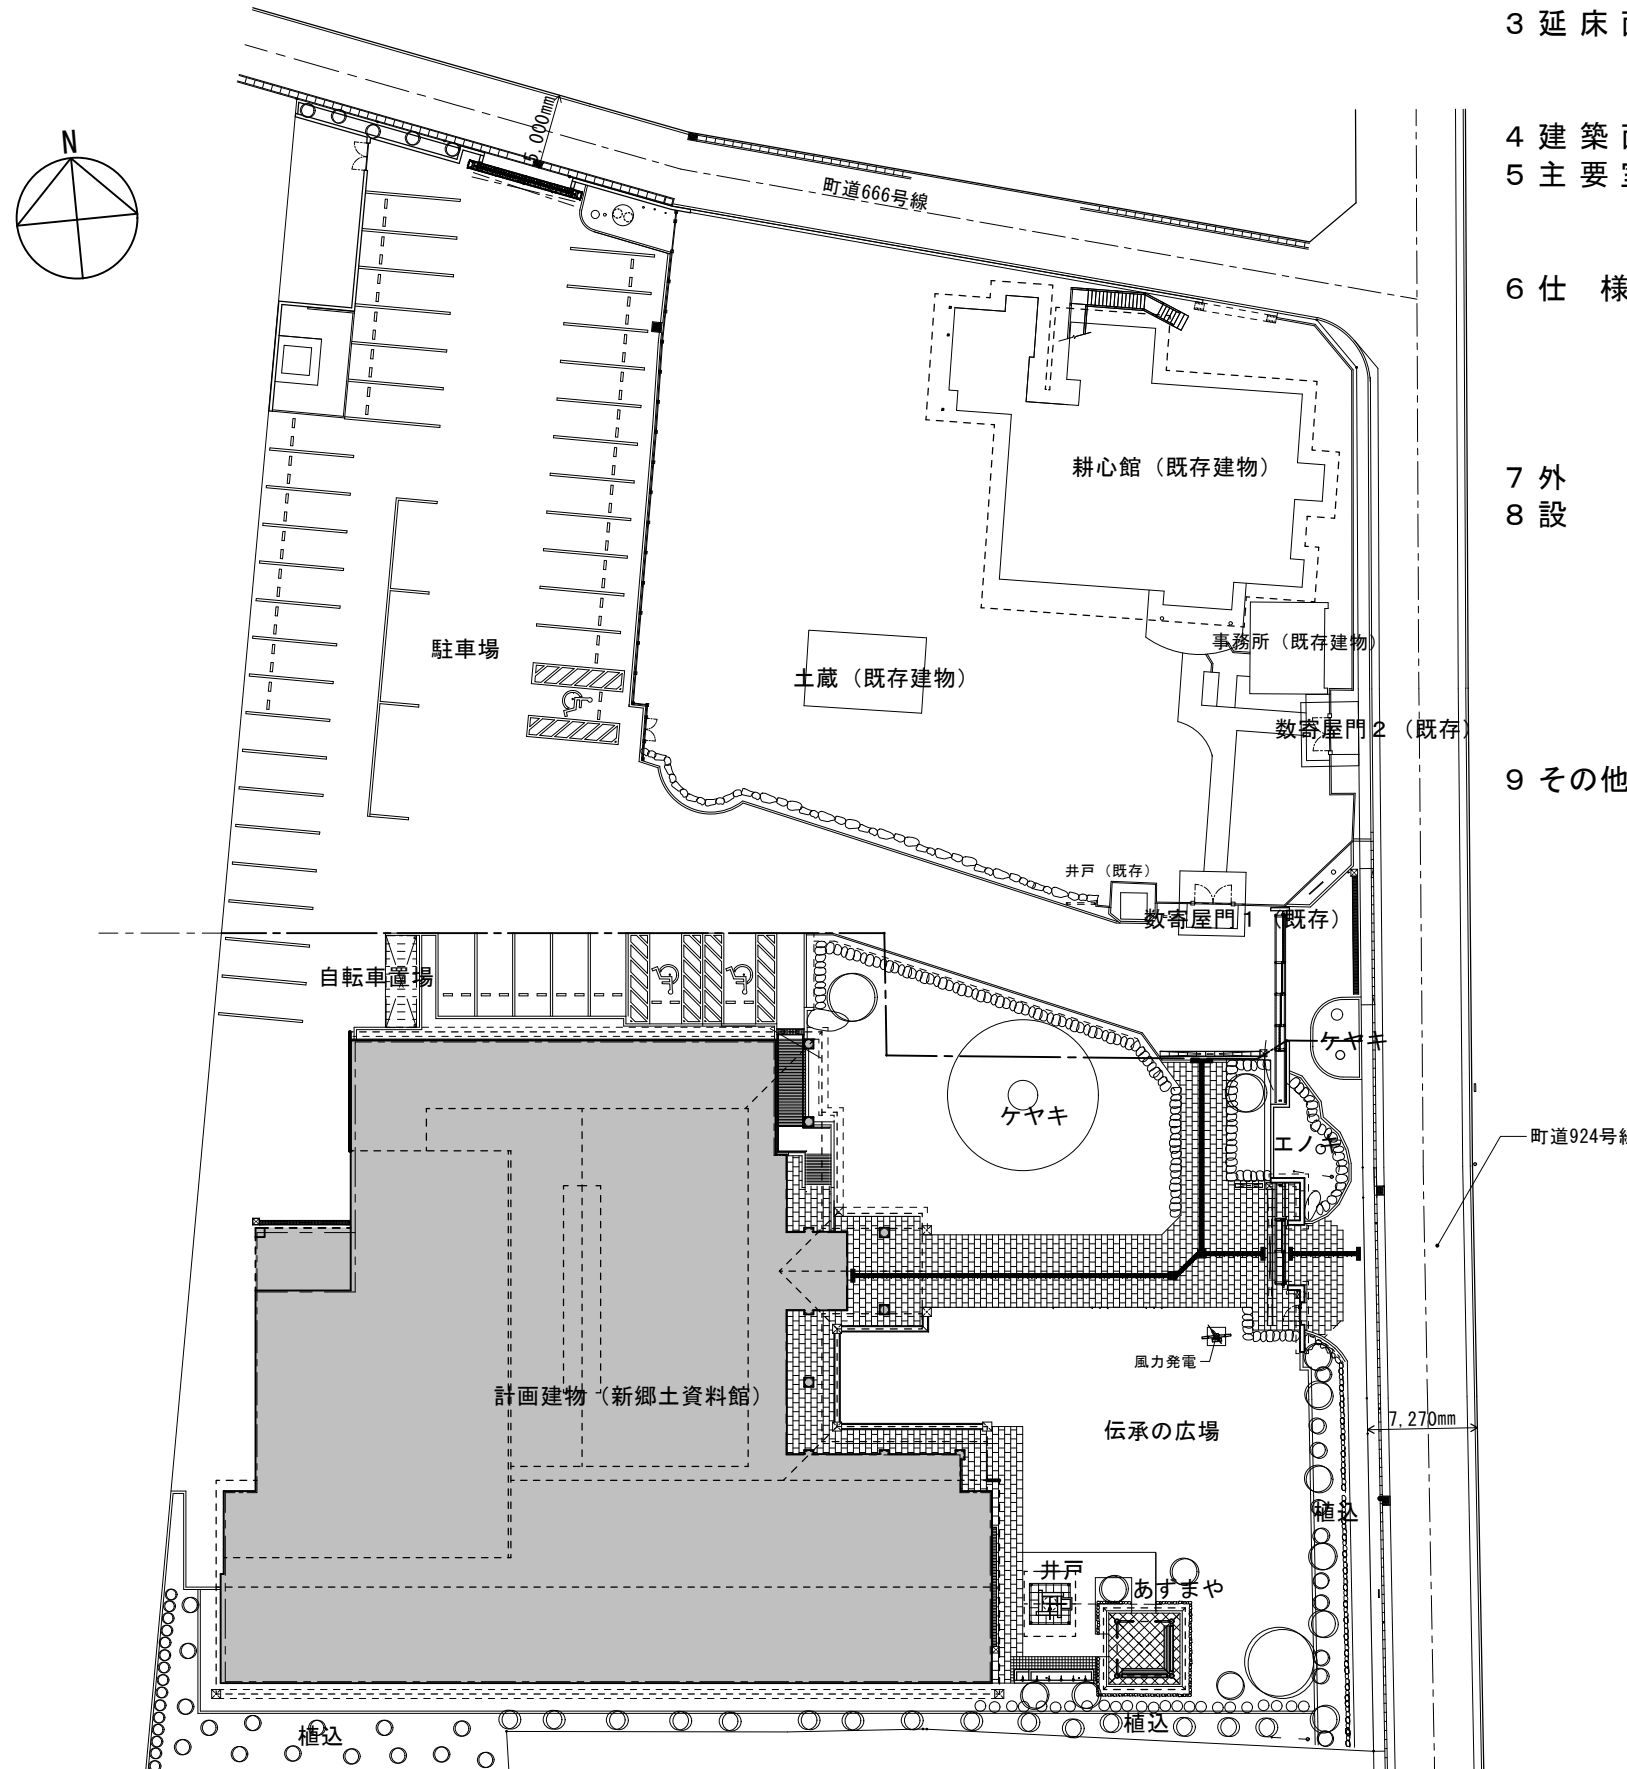 3 延 床
N
5,000mm
4 建 築
町道666号線
5 主 要
6 仕 様
耕心館（既存建物）
7 外
8 設
駐車場
事務所（既存建物）
土蔵（既存建物）
数寄屋門２（既存）
9 その他
井戸（既存）
数寄屋門１（既存）
自転車置場
ケヤキ
ケヤキ
エノキ
町道924号
風力発電
計画建物（新郷土資料館）
7,270mm
伝承の広場
植込
井戸
あずまや
植込
植込